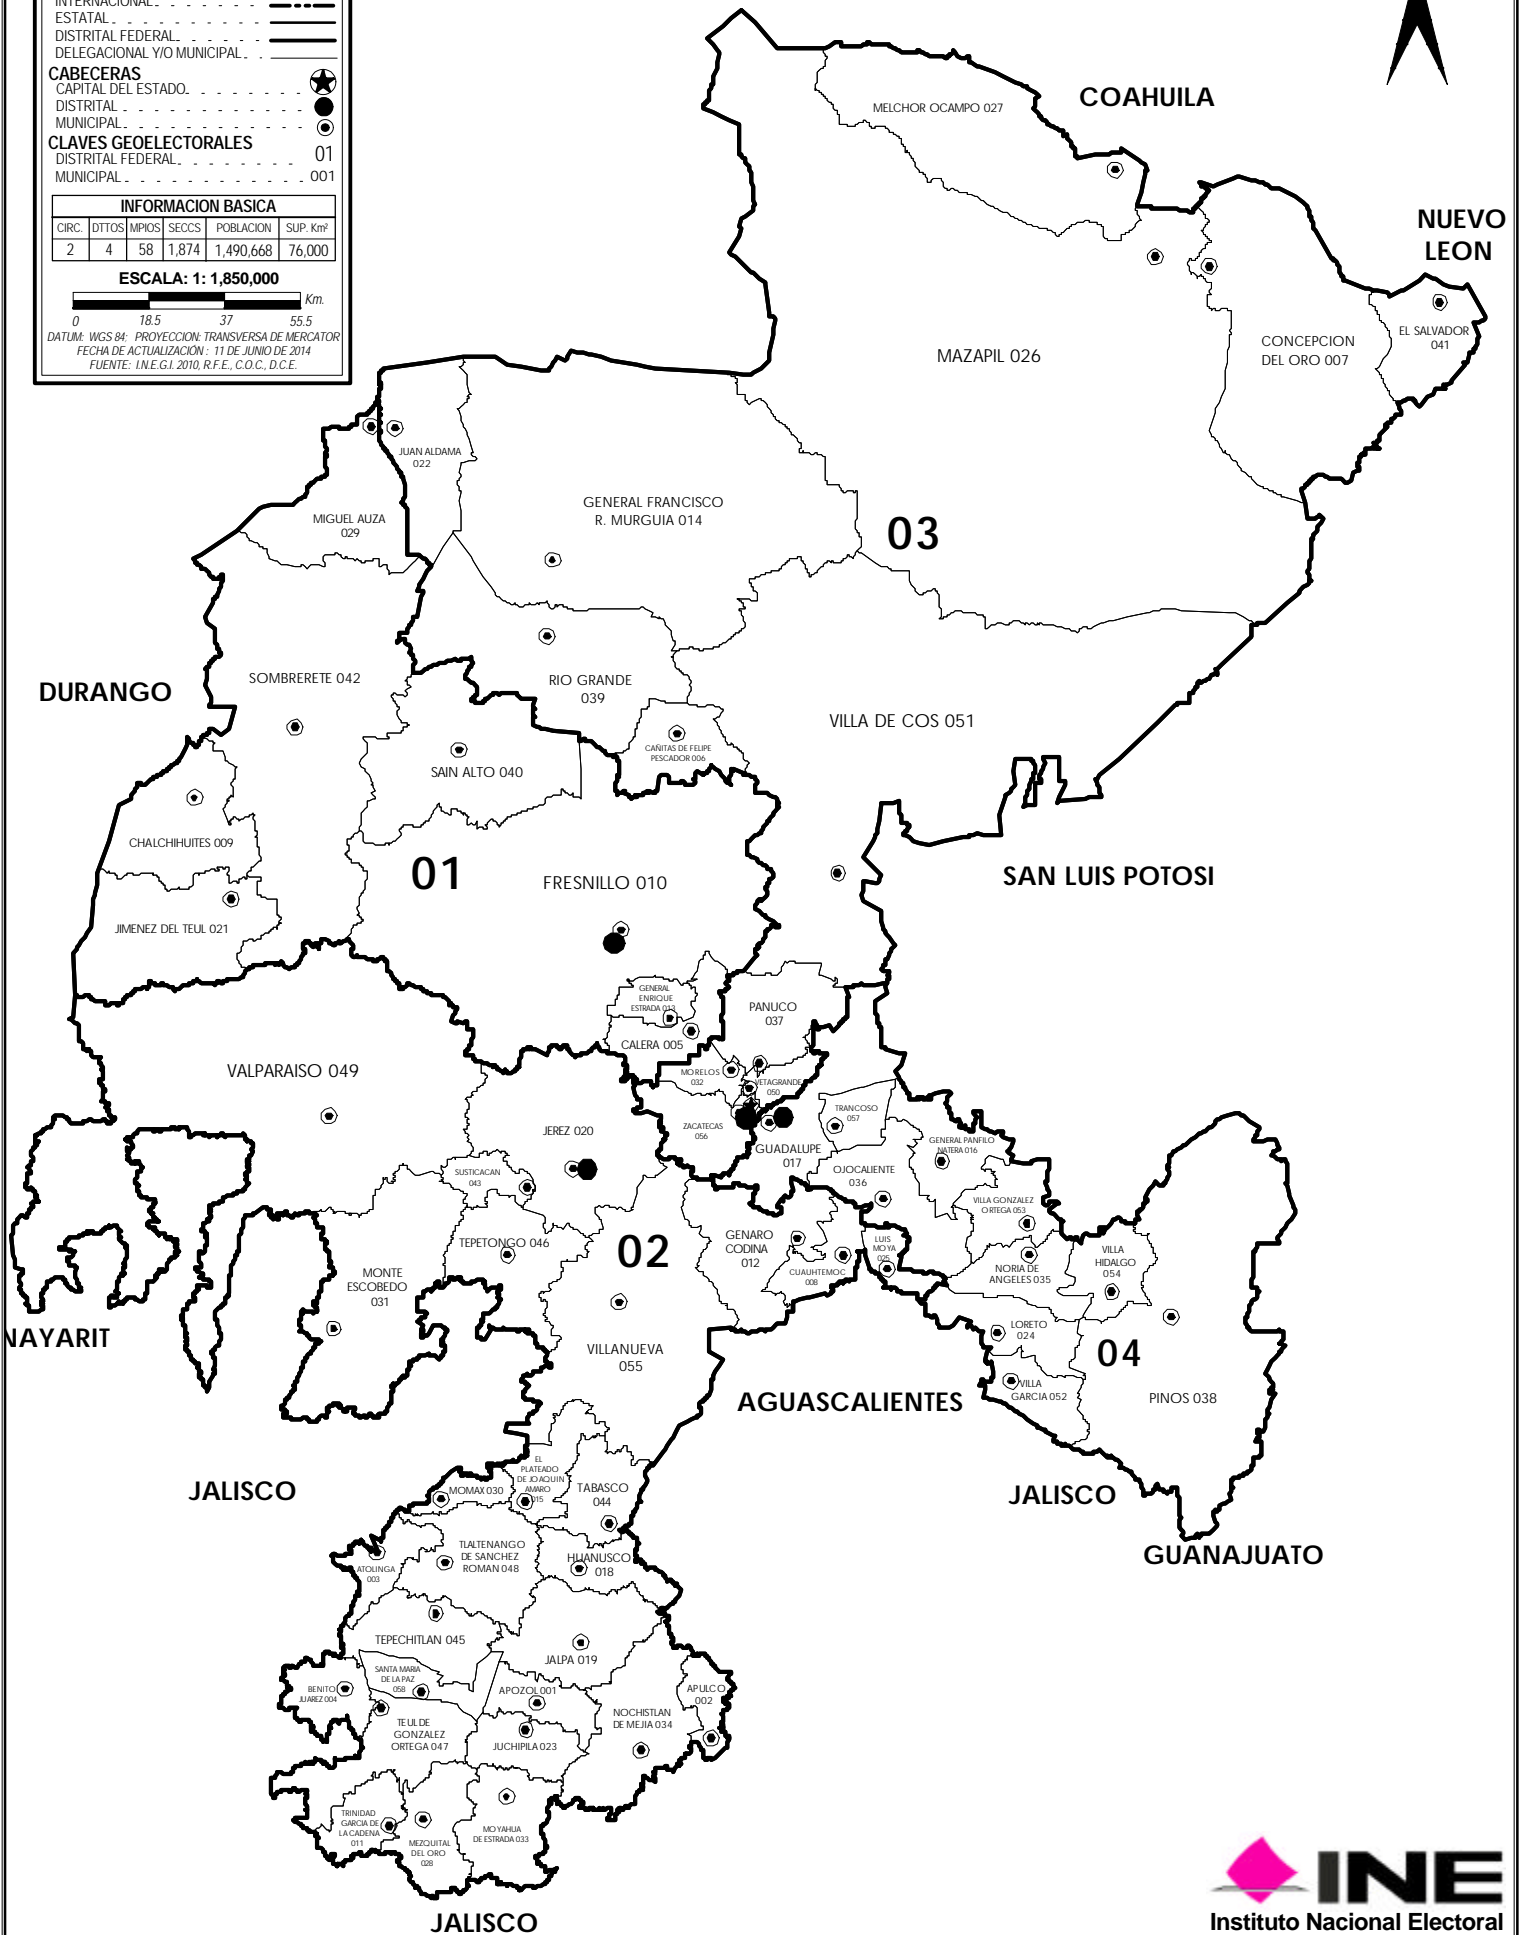 INTERNACIONAL
ESTATAL
DISTRITAL FEDERAL
DELEGACIONAL Y/O MUNICIPAL
CABECERAS
CAPITAL DEL ESTADO
DISTRITAL
MUNICIPAL
CLAVES GEOELECTORALES
DISTRITAL FEDERAL 01
MUNICIPAL 001
INFORMACION BASICA
CIRC. DTTOS MPIOS SECCS POBLACION SUP. Km²
2 4 58 1,874 1,490,668 76,000
ESCALA: 1: 1,850,000
Km.
0 18.5 37 55.5
DATUM: WGS 84; PROYECCION: TRANSVERSA DE MERCATOR
FECHA DE ACTUALIZACIÓN : 11 DE JUNIO DE 2014
FUENTE: I.N.E.G.I. 2010, R.F.E., C.O.C., D.C.E.
COAHUILA
MELCHOR OCAMPO 027
NUEVO
LEON
EL SALVADOR
041
CONCEPCION
DEL ORO 007
MAZAPIL 026
JUAN ALDAMA
022
MIGUEL AUZA
029
GENERAL FRANCISCO
R. MURGUIA 014
03
DURANGO
SOMBRERETE 042
RIO GRANDE
039
VILLA DE COS 051
CAÑITAS DE FELIPE
PESCADOR 006
SAIN ALTO 040
CHALCHIHUITES 009
01
FRESNILLO 010
SAN LUIS POTOSI
JIMENEZ DEL TEUL 021
GENERAL
ENRIQUE
ESTRADA 013
PANUCO
037
CALERA 005
VALPARAISO 049
MORELOS
032
VETAGRANDE
050
ZACATECAS
056
TRANCOSO
057
JEREZ 020
GUADALUPE
017
GENERAL PANFILO
NATERA 016
OJOCALIENTE
036
SUSTICACAN
043
VILLA GONZALEZ
ORTEGA 053
TEPETONGO 046
02
GENARO
CODINA
012
LUIS
MOYA
025
CUAUHTEMOC
008
NORIA DE
ANGELES 035
VILLA
HIDALGO
054
MONTE
ESCOBEDO
031
NAYARIT
VILLANUEVA
055
LORETO
024
04
VILLA
GARCIA 052
PINOS 038
AGUASCALIENTES
JALISCO
JALISCO
GUANAJUATO
EL
PLATEADO
DE JOAQUIN
AMARO
015
MOMAX 030
TABASCO
044
TLALTENANGO
DE SANCHEZ
ROMAN 048
HUANUSCO
018
ATOLINGA
003
TEPECHITLAN 045
JALPA 019
SANTA MARIA
DE LA PAZ
058
BENITO
JUAREZ 004
APOZOL 001
APULCO
002
NOCHISTLAN
DE MEJIA 034
TEUL DE
GONZALEZ
ORTEGA 047
JUCHIPILA 023
TRINIDAD
GARCIA DE
LA CADENA
011
MEZQUITAL
DEL ORO
028
MOYAHUA
DE ESTRADA 033
JALISCO
INE
Instituto Nacional Electoral